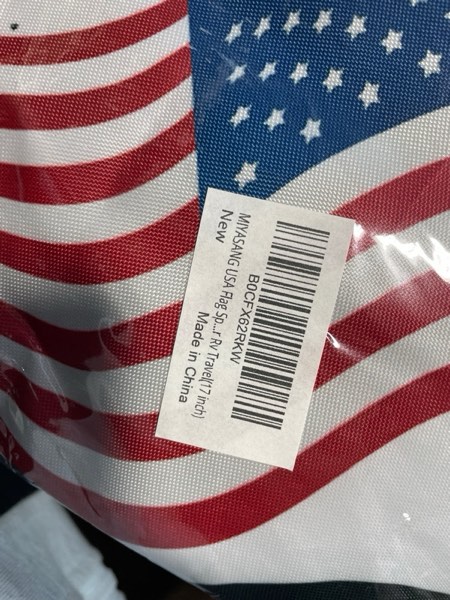 B0CFX62RKW
MIYASANG USA Flag Sp...r Rv Travel(17 inch)
New
Made in China